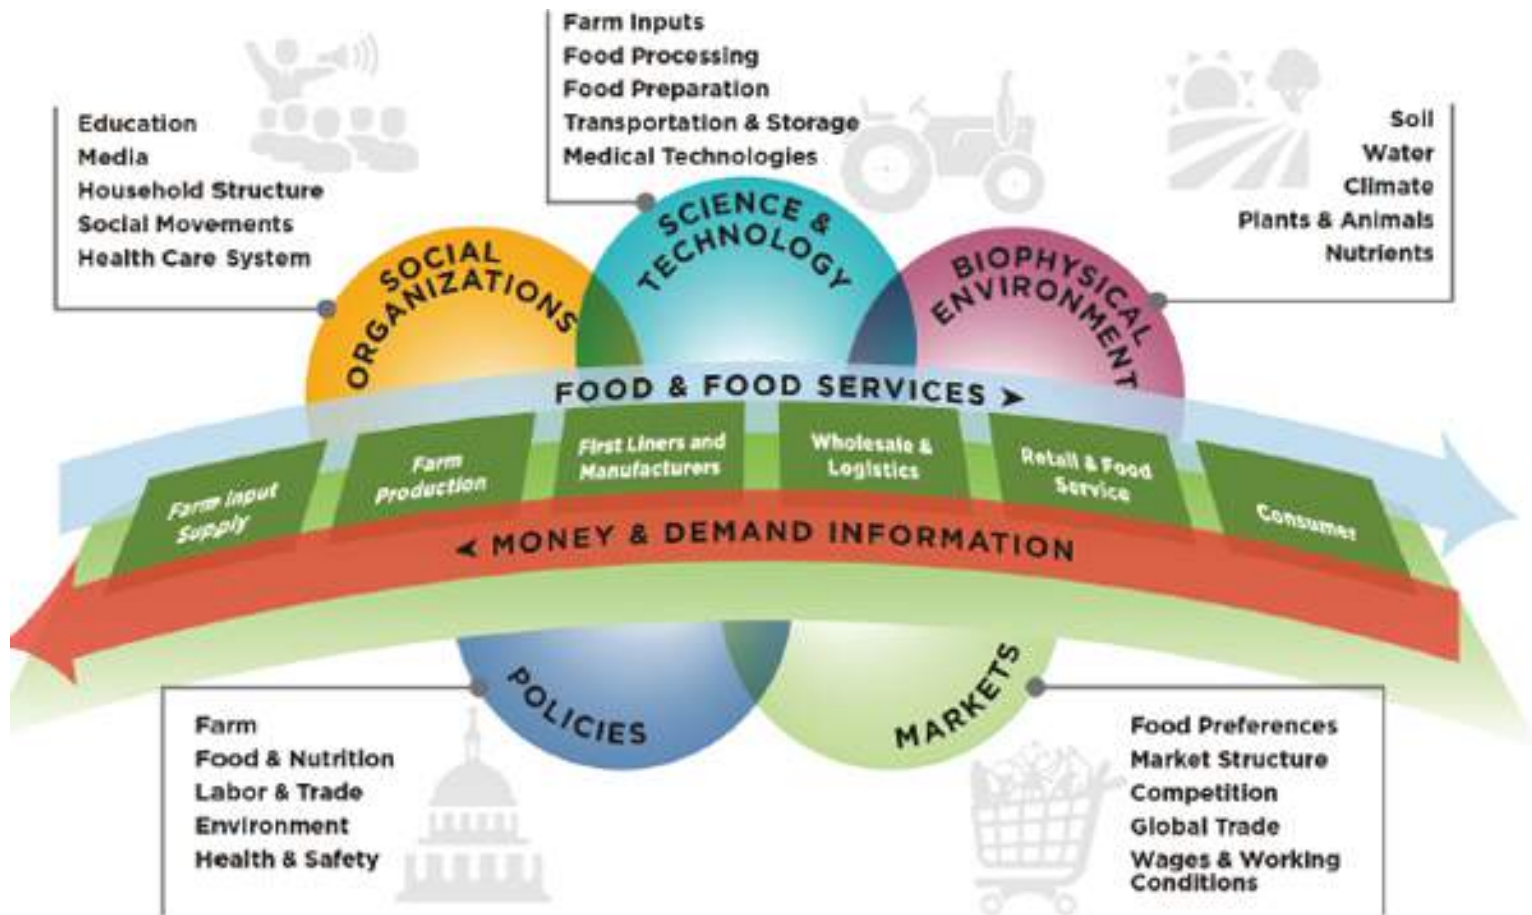 Farm Inputs
Food Processing
Food Preparation
Transportation & Storage
Medical Technologies
Education
Media
Household Structure
Social Movements
Health Care System
Soil
Water
Climate
Plants & Animals
Nutrients
SOCIAL
ORGANIZATIONS
SCIENCE &
TECHNOLOGY
BIOPHYSICAL
ENVIRONMENT
FOOD & FOOD SERVICES
Farm Input
Supply
Farm
Production
First Liners and
Manufacturers
Wholesale &
Logistics
Retail & Food
Service
Consumer
MONEY & DEMAND INFORMATION
POLICIES
MARKETS
Farm
Food & Nutrition
Labor & Trade
Environment
Health & Safety
Food Preferences
Market Structure
Competition
Global Trade
Wages & Working
Conditions